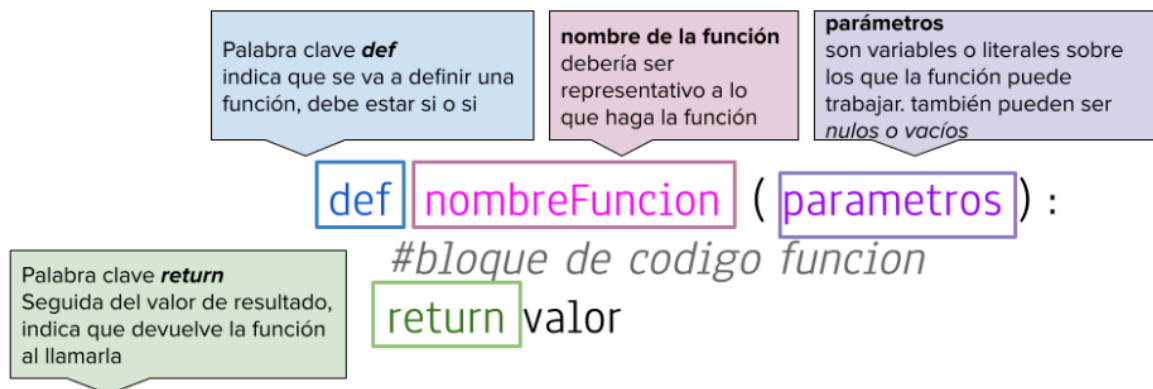 Palabra clave def
indica que se va a definir una
función, debe estar si o si
nombre de la función
debería ser
representativo a lo
que haga la función
parámetros
son variables o literales sobre
los que la función puede
trabajar. también pueden ser
nulos o vacíos
def nombreFuncion (parametros):
#bloque de codigo funcion
return valor
Palabra clave return
Seguida del valor de resultado,
indica que devuelve la función
al llamarla